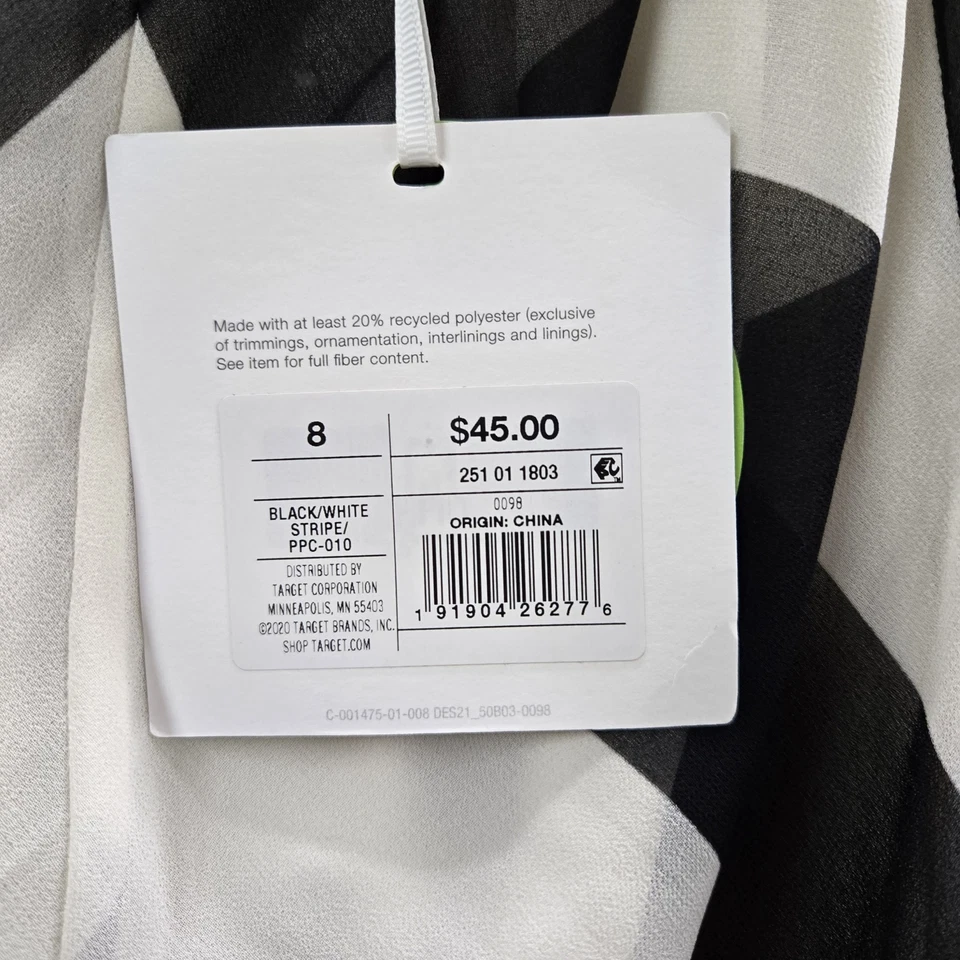 Made with at least 20% recycled polyester (exclusive
of trimmings, ornamentation, interlinings and linings).
See item for full fiber content.
8
$45.00
251 01 1803
BLACK/WHITE
STRIPE/
PPC-010
0098
ORIGIN: CHINA
DISTRIBUTED BY
TARGET CORPORATION
MINNEAPOLIS, MN 55403
©2020 TARGET BRANDS, INC.
SHOP TARGET.COM
1 91904 26277 6
C-001475-01-008 DES21_50B03-0098